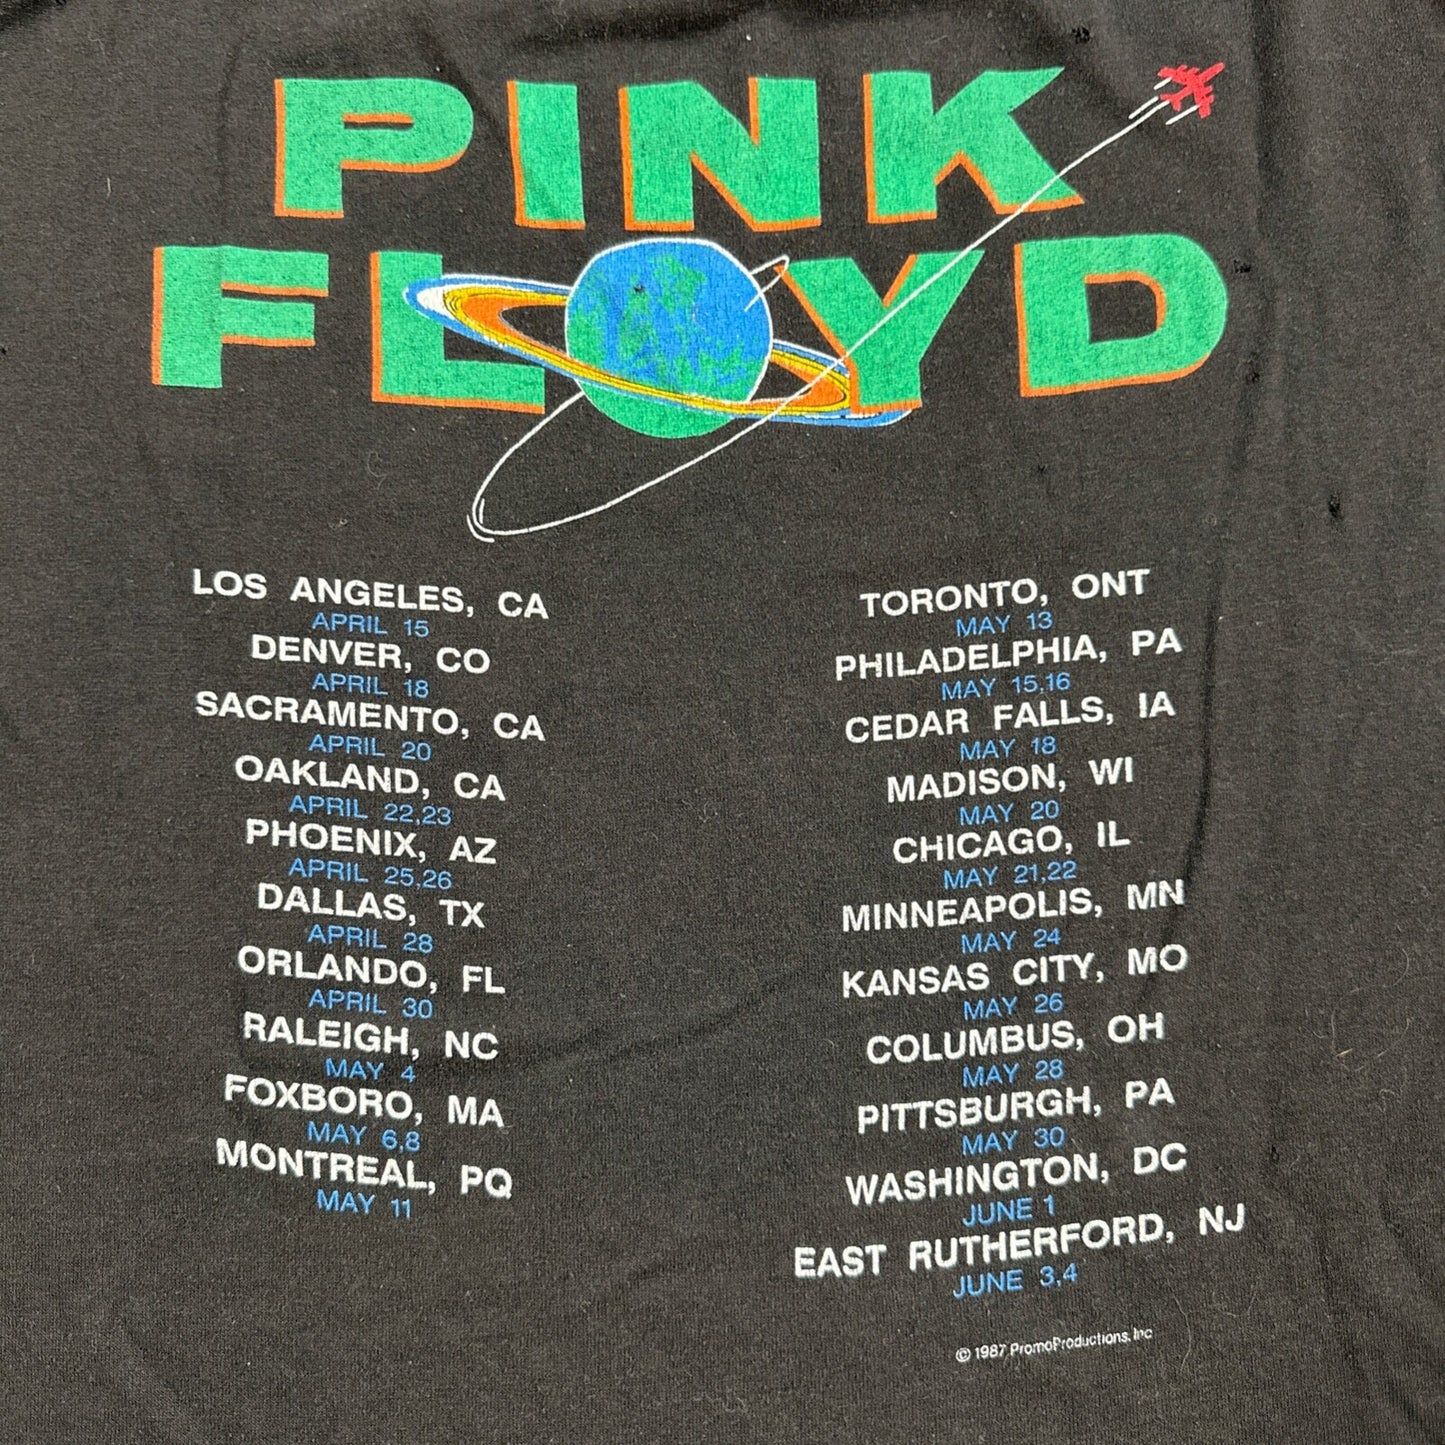 PINK
FLOYD
LOS ANGELES, CA
APRIL 15
DENVER, CO
APRIL 18
SACRAMENTO, CA
APRIL 20
OAKLAND, CA
APRIL 22,23
PHOENIX, AZ
APRIL 25,26
DALLAS, TX
APRIL 28
ORLANDO, FL
APRIL 30
RALEIGH, NC
MAY 4
FOXBORO, MA
MAY 6,8
MONTREAL, PQ
MAY 11
TORONTO, ONT
MAY 13
PHILADELPHIA, PA
MAY 15,16
CEDAR FALLS, IA
MAY 18
MADISON, WI
MAY 20
CHICAGO, IL
MAY 21,22
MINNEAPOLIS, MN
MAY 24
KANSAS CITY, MO
MAY 26
COLUMBUS, OH
MAY 28
PITTSBURGH, PA
MAY 30
WASHINGTON, DC
JUNE 1
EAST RUTHERFORD, NJ
JUNE 3,4
© 1987 PromoProductions, Inc